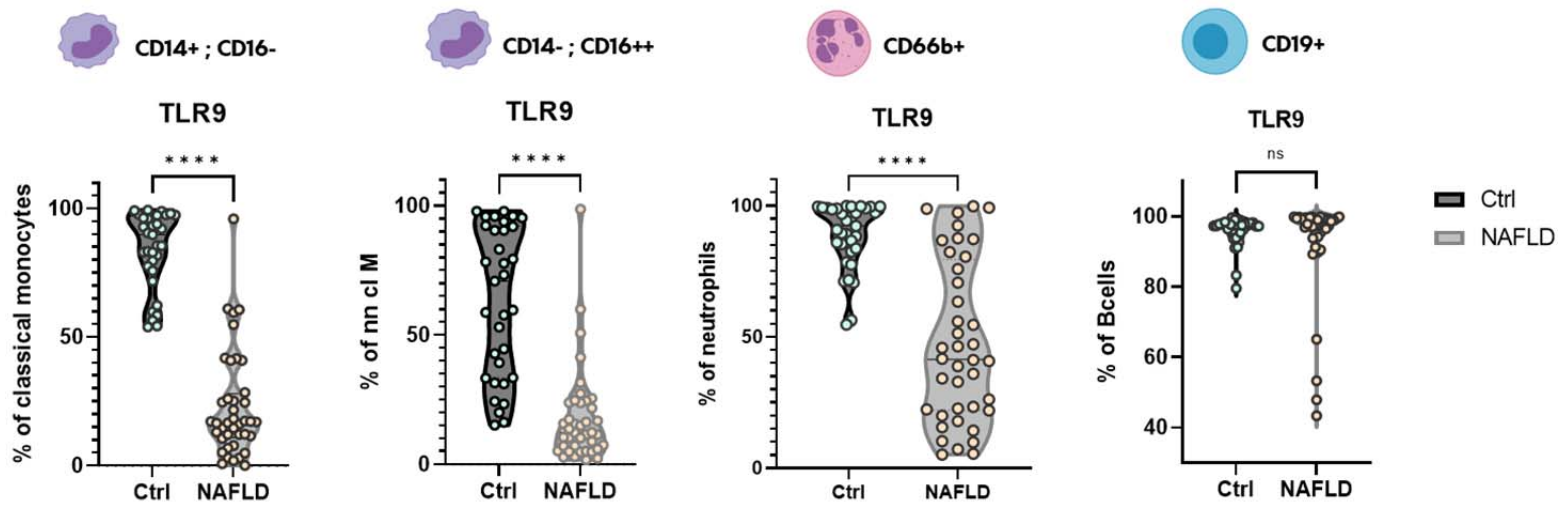 CD14+ ; CD16-
TLR9
****
% of classical monocytes
100
50
0
Ctrl
NAFLD
CD14- ; CD16++
TLR9
****
% of nn cl M
100
50
0
Ctrl
NAFLD
CD66b+
TLR9
****
% of neutrophils
100
50
0
Ctrl
NAFLD
CD19+
TLR9
ns
% of Bcells
100
80
60
40
Ctrl
NAFLD
Ctrl
NAFLD